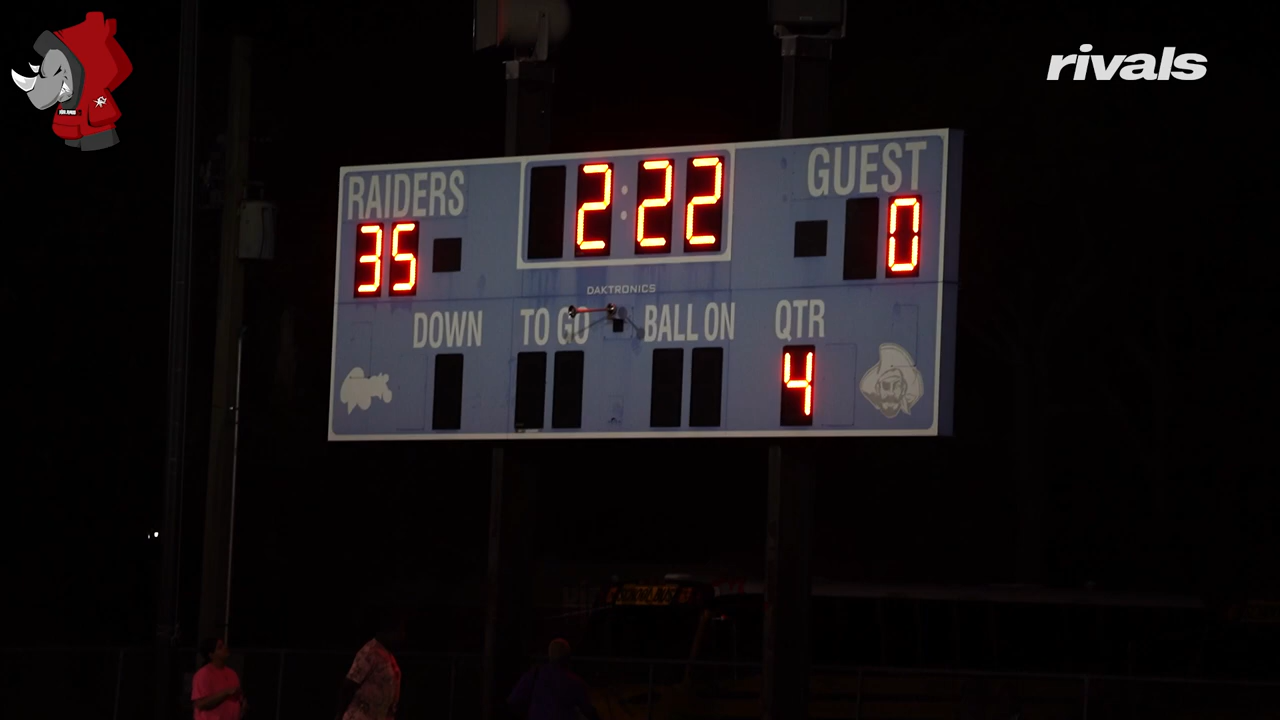 rivals
RAIDERS
2:22
GUEST
35
0
DAKTRONICS
DOWN
TO GO
BALL ON
QTR
4